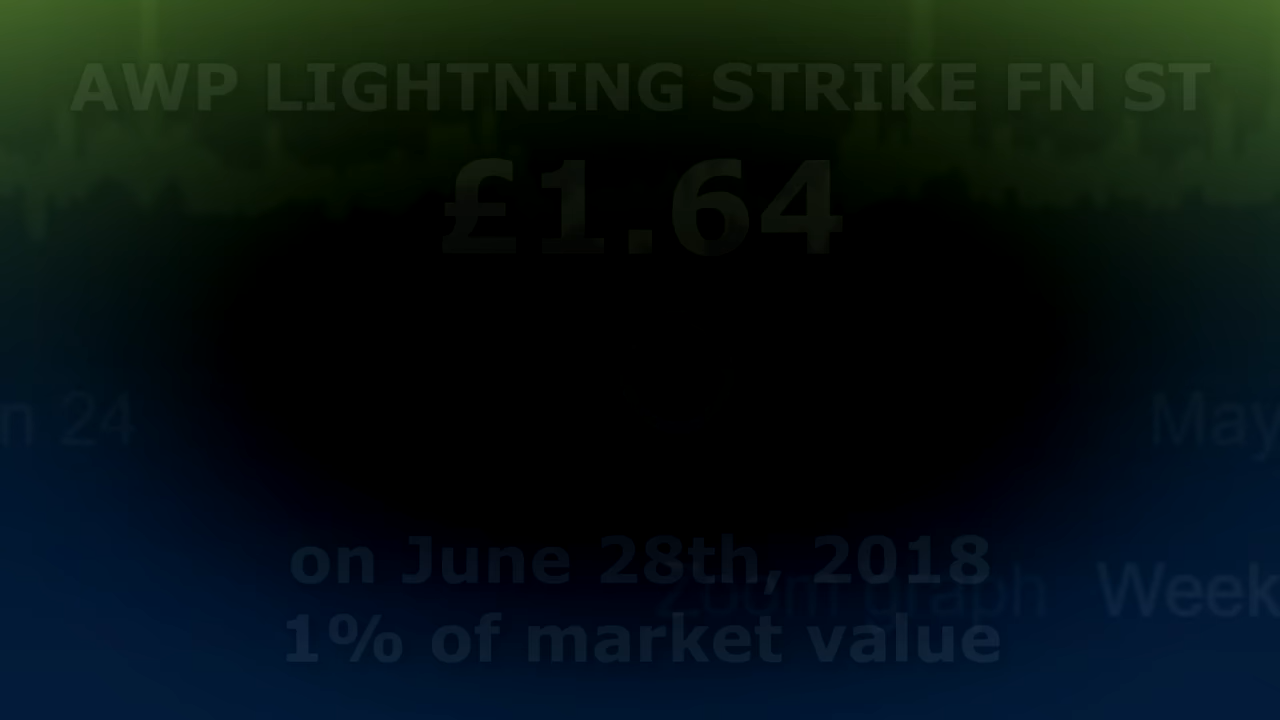 AWP LIGHTNING STRIKE FN ST
£1.64
n 24 May
on June 28th, 2018
Zoom graph Week
1% of market value